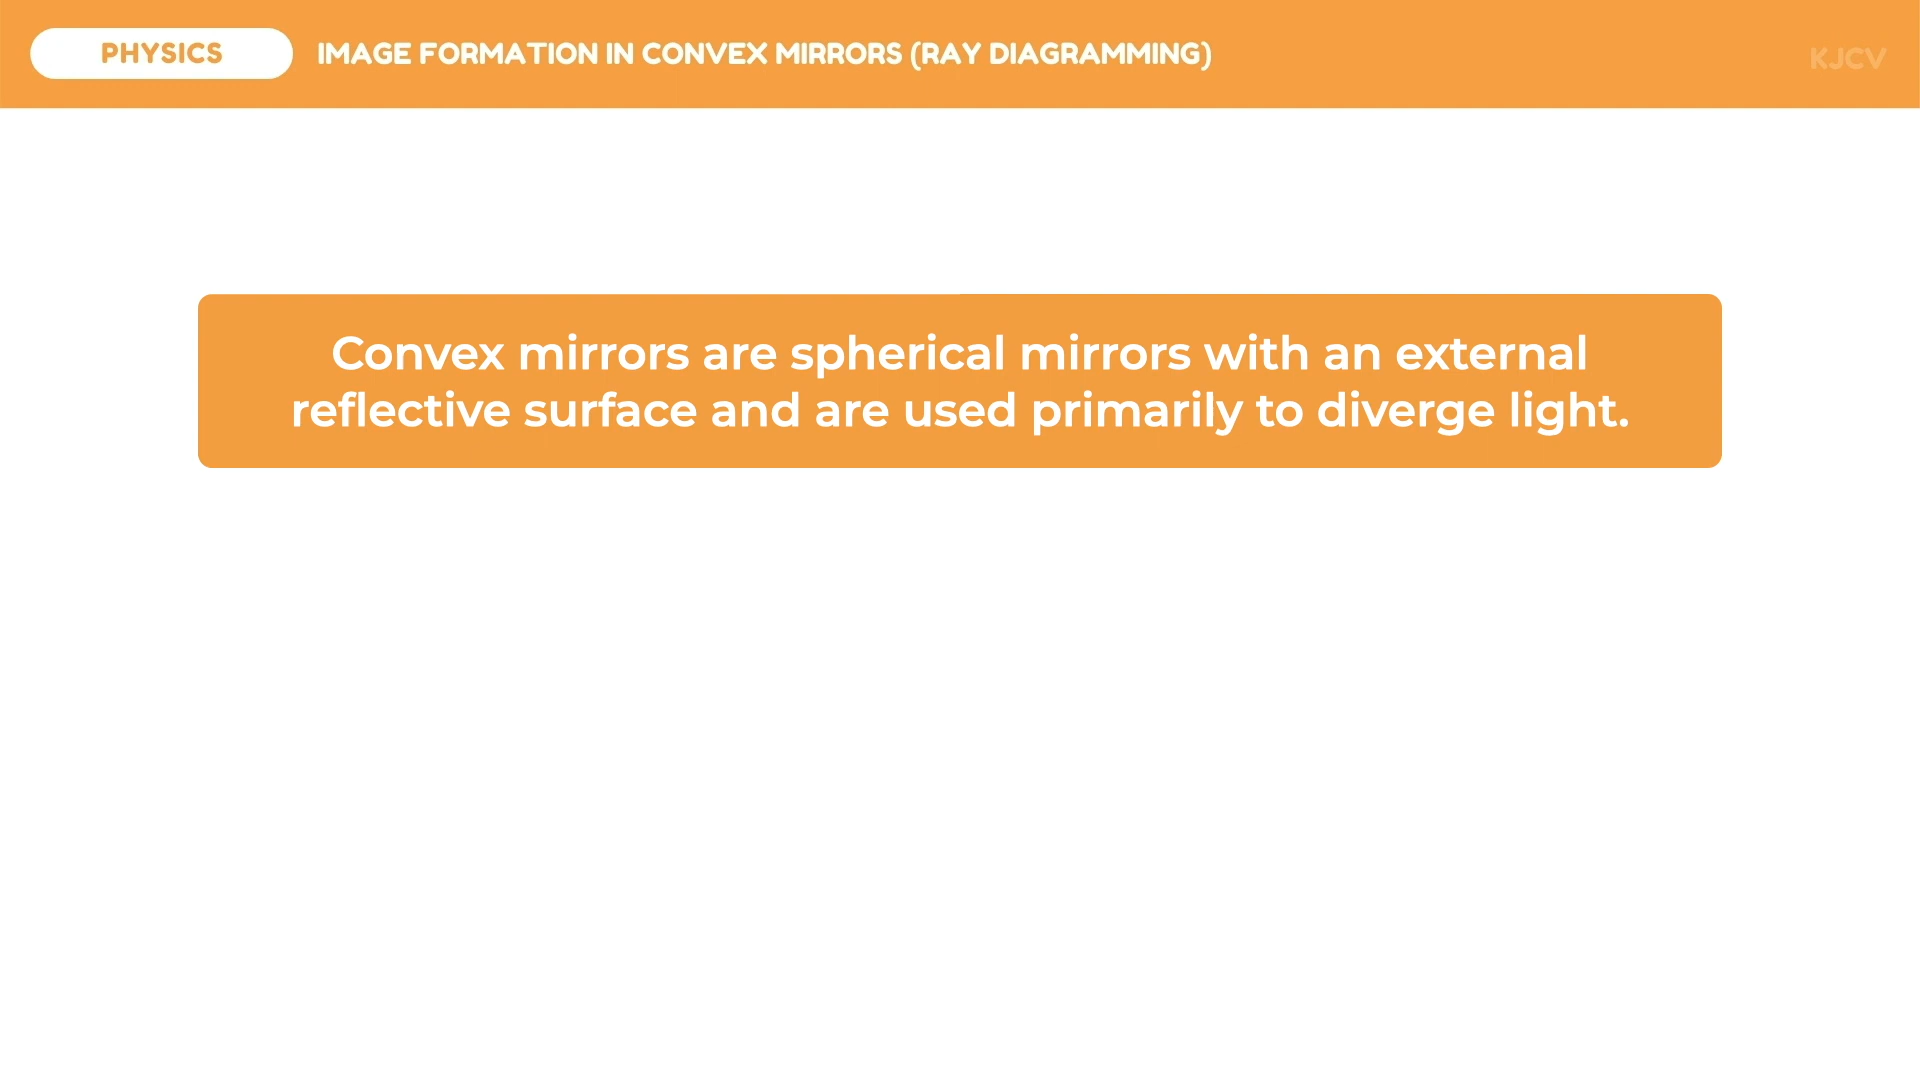 PHYSICS
IMAGE FORMATION IN CONVEX MIRRORS (RAY DIAGRAMMING)
KJCV
Convex mirrors are spherical mirrors with an external
reflective surface and are used primarily to diverge light.